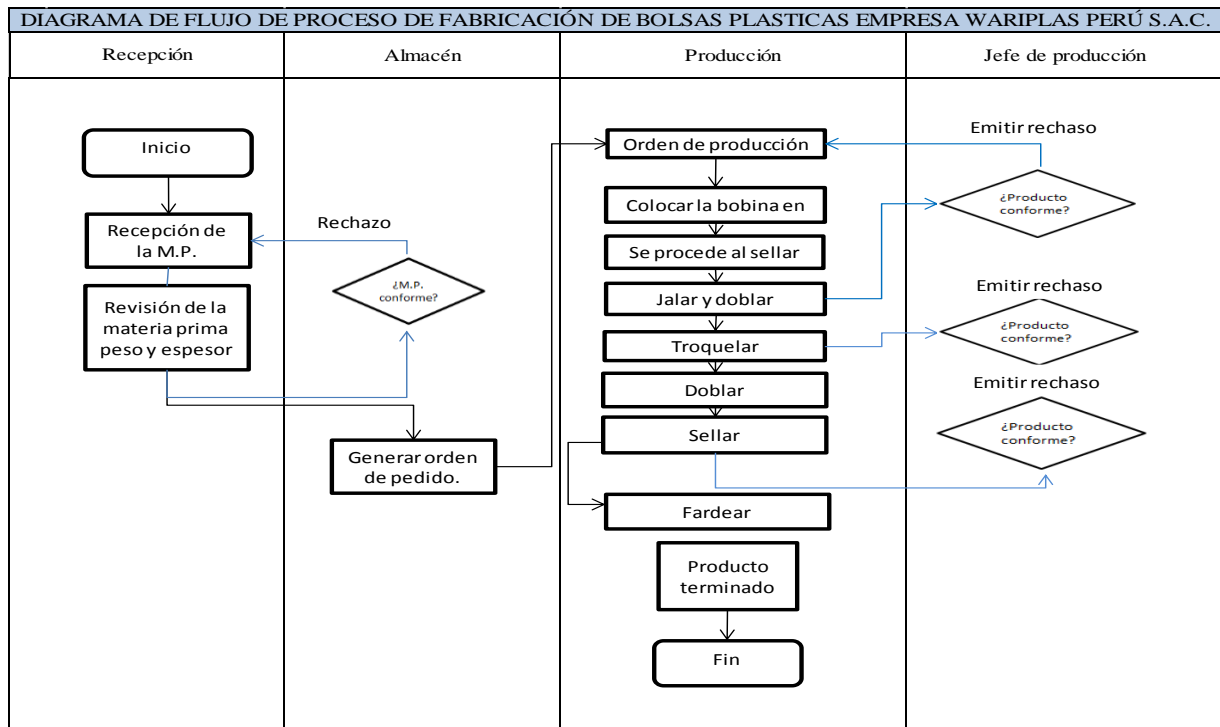 DIAGRAMA DE FLUJO DE PROCESO DE FABRICACIÓN DE BOLSAS PLASTICAS EMPRESA WARIPLAS PERÚ S.A.C.
Recepción
Almacén
Producción
Jefe de producción
Inicio
Recepción de
la M.P.
Revisión de la
materia prima
peso y espesor
Rechazo
¿M.P.
conforme?
Generar orden
de pedido.
Orden de producción
Colocar la bobina en
Se procede al sellar
Jalar y doblar
Troquelar
Doblar
Sellar
Fardear
Producto
terminado
Fin
Emitir rechaso
¿Producto
conforme?
Emitir rechaso
¿Producto
conforme?
Emitir rechaso
¿Producto
conforme?